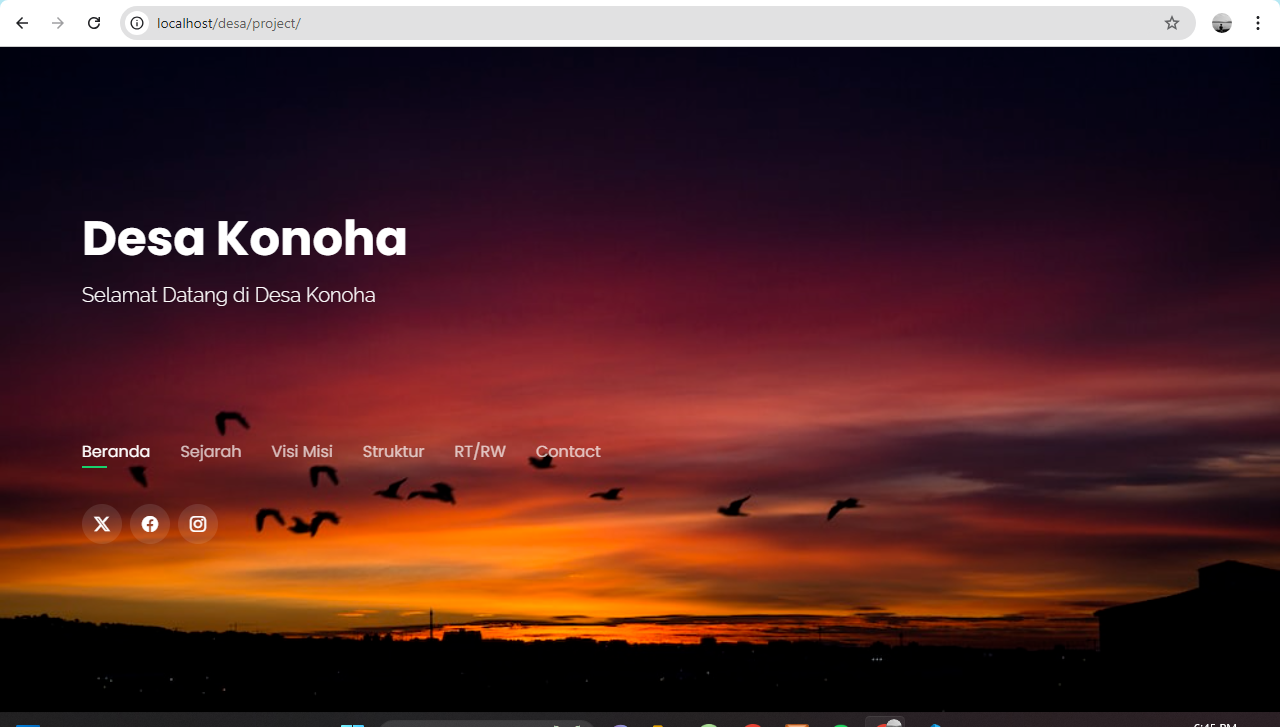 localhost/desa/project/
Desa Konoha
Selamat Datang di Desa Konoha
Beranda Sejarah Visi Misi Struktur RT/RW Contact